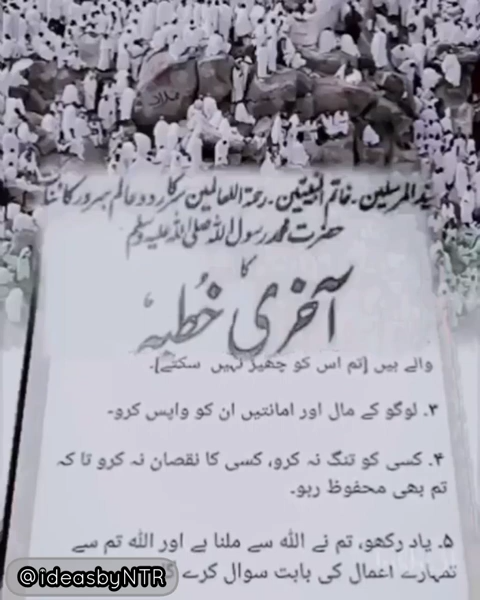 سید المرسلین۔ خاتم النبیین۔ رحمۃ اللعالمین سرکار دو عالم سرور کائنات
حضرت محمد رسول اللہ صلی اللہ علیہ وسلم
کا
آخری خطبہ
والے ہیں [تم اس کو چھیڑ نہیں سکتے]۔
۳۔ لوگو کے مال اور امانتیں ان کو واپس کرو-
۴۔ کسی کو تنگ نہ کرو، کسی کا نقصان نہ کرو تا کہ
تم بھی محفوظ رہو۔
۵۔ یاد رکھو، تم نے اللہ سے ملنا ہے اور اللہ تم سے
تمہارے اعمال کی بابت سوال کرے
@ideasbyNTR